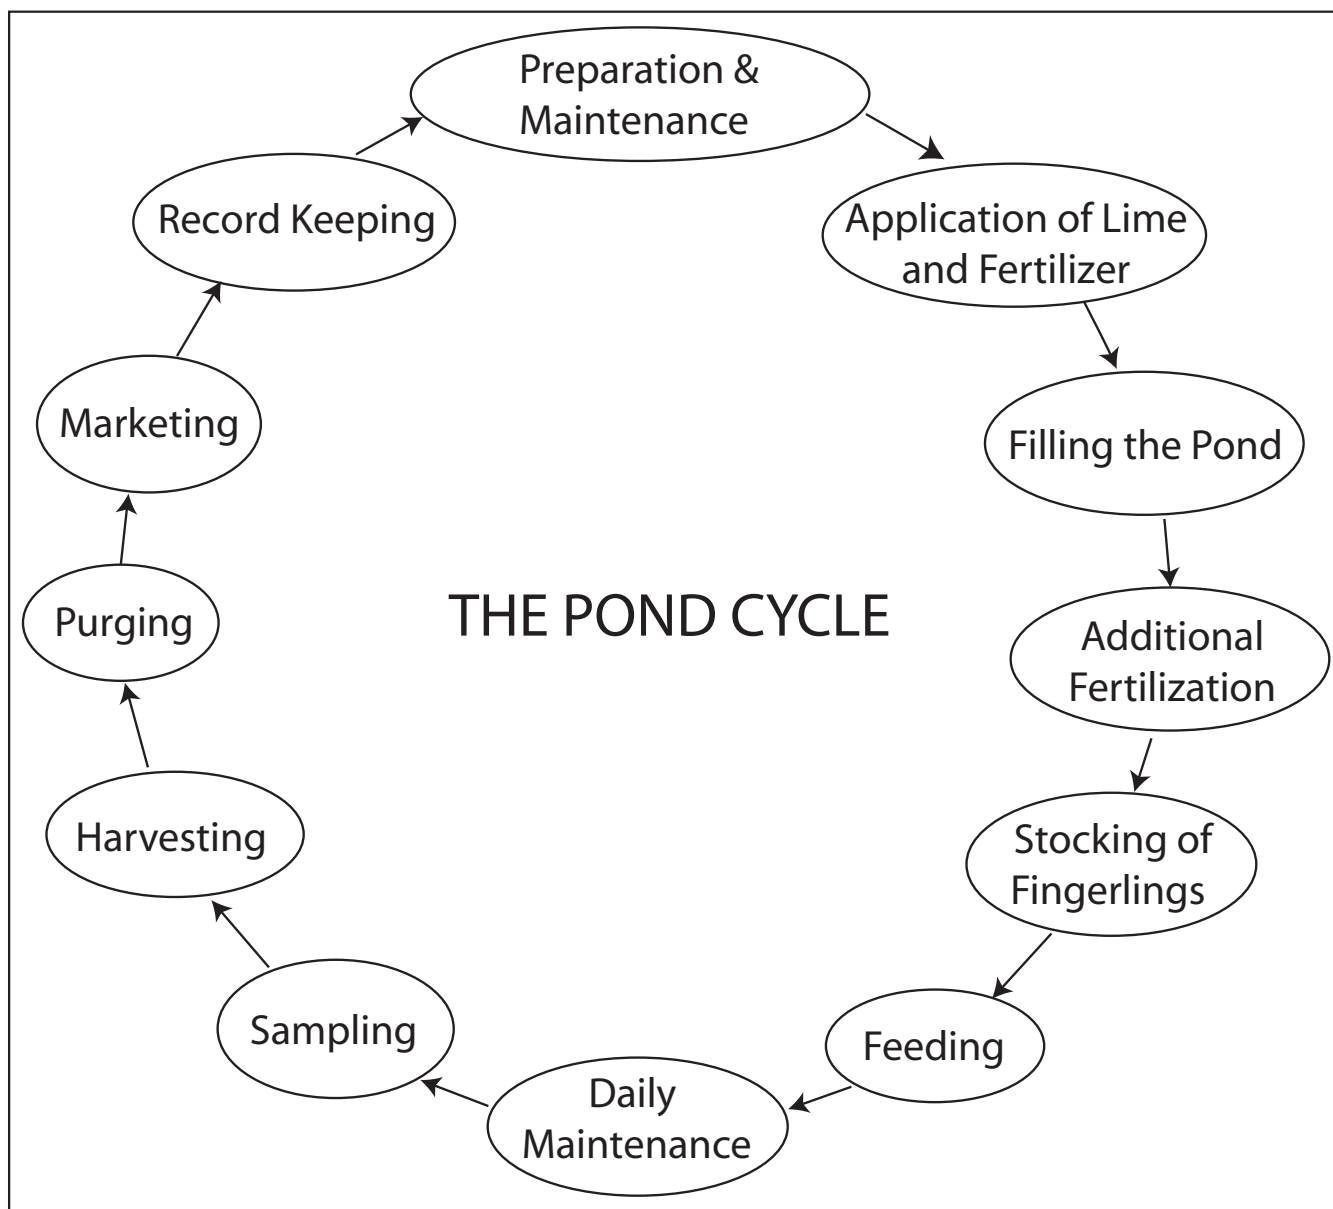 Preparation &
Maintenance
Application of Lime
and Fertilizer
Filling the Pond
Additional
Fertilization
Stocking of
Fingerlings
Feeding
Daily
Maintenance
Sampling
Harvesting
Purging
Marketing
Record Keeping
THE POND CYCLE